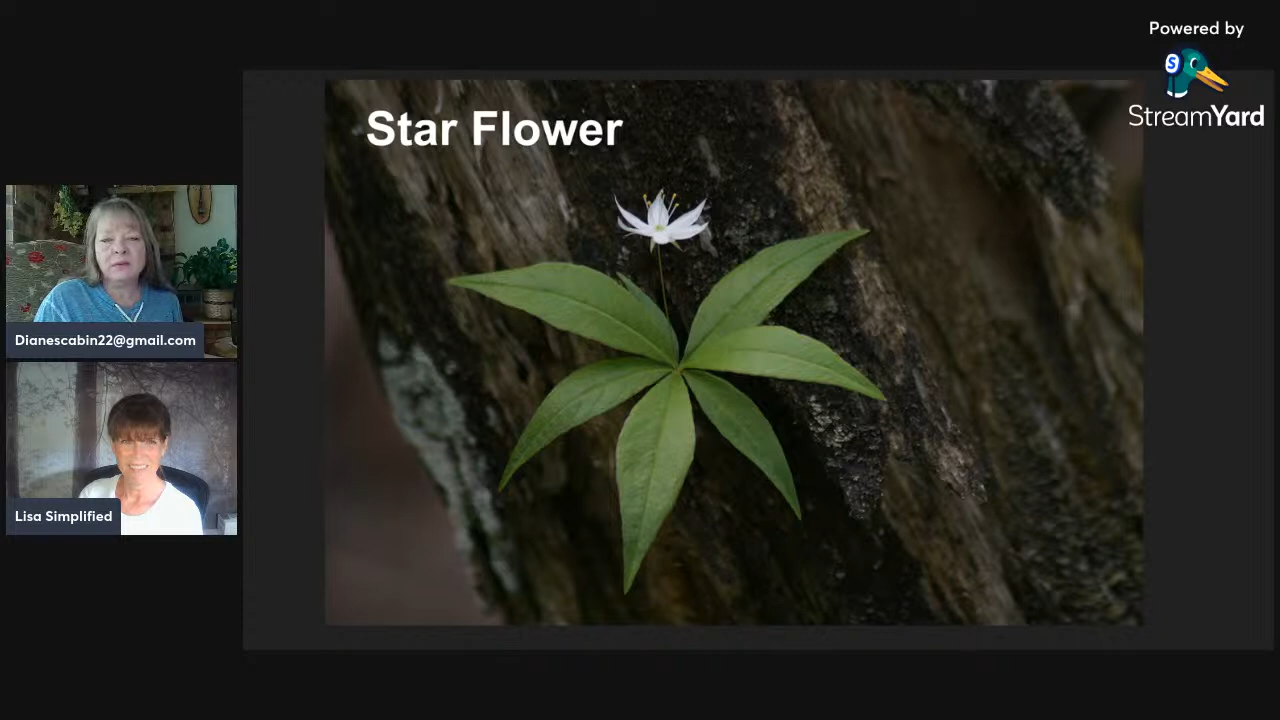 Powered by
S
StreamYard
Star Flower
Dianescabin22@gmail.com
Lisa Simplified